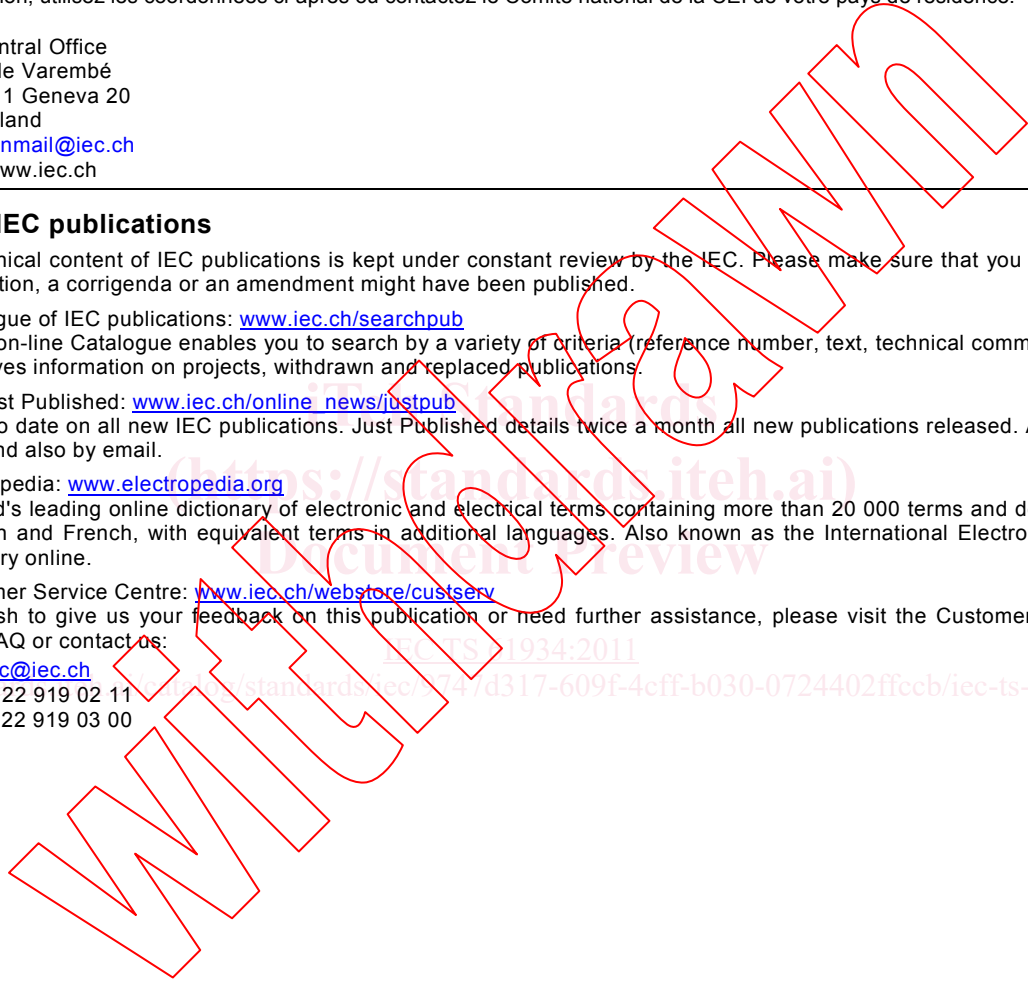 ion, utilisez les coordonnées ci-après ou contactez le Comité national de la CEI de votre pays de résidence.
ntral Office
de Varembé
1 Geneva 20
land
nmail@iec.ch
ww.iec.ch
IEC publications
nical content of IEC publications is kept under constant review by the IEC. Please make sure that you
tion, a corrigenda or an amendment might have been published.
gue of IEC publications: www.iec.ch/searchpub
on-line Catalogue enables you to search by a variety of criteria (reference number, text, technical comm
ves information on projects, withdrawn and replaced publications.
iTeh Standards
st Published: www.iec.ch/online_news/justpub
o date on all new IEC publications. Just Published details twice a month all new publications released. A
nd also by email.
(https://standards.iteh.ai)
pedia: www.electropedia.org
d's leading online dictionary of electronic and electrical terms containing more than 20 000 terms and d
h and French, with equivalent terms in additional languages. Also known as the International Electro
ry online.
Document Preview
mer Service Centre: www.iec.ch/webstore/custserv
sh to give us your feedback on this publication or need further assistance, please visit the Customer
AQ or contact us:
IEC TS 61934:2011
c@iec.ch
22 919 02 11
/catalog/standards/iec/9747d317-609f-4cff-b030-0724402ffccb/iec-ts-
22 919 03 00
withdrawn